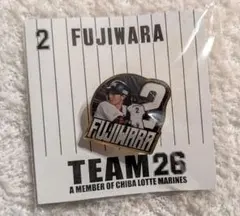 2 FUJIWARA
2
FUJIWARA
TEAM26
A MEMBER OF CHIBA LOTTE MARINES